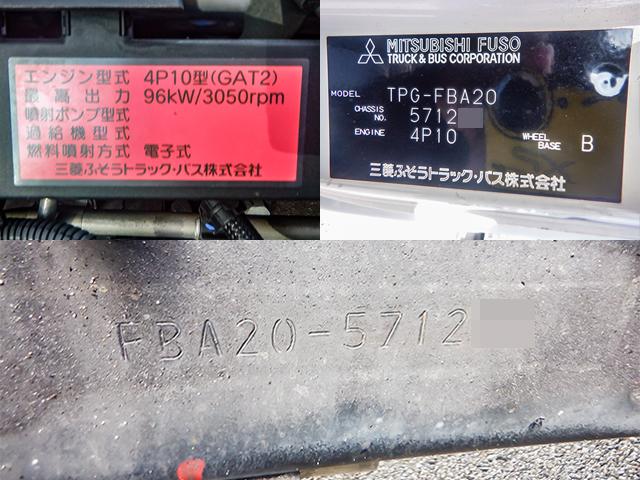 エンジン型式 4P10型(GAT2)
最高出力 96kW/3050rpm
噴射ポンプ型式
過給機型式
燃料噴射方式 電子式
三菱ふそうトラック・バス株式会社
MITSUBISHI FUSO
TRUCK & BUS CORPORATION
MODEL TPG-FBA20
CHASSIS NO. 5712
ENGINE 4P10 WHEEL BASE B
三菱ふそうトラック・バス株式会社
FBA20-5712